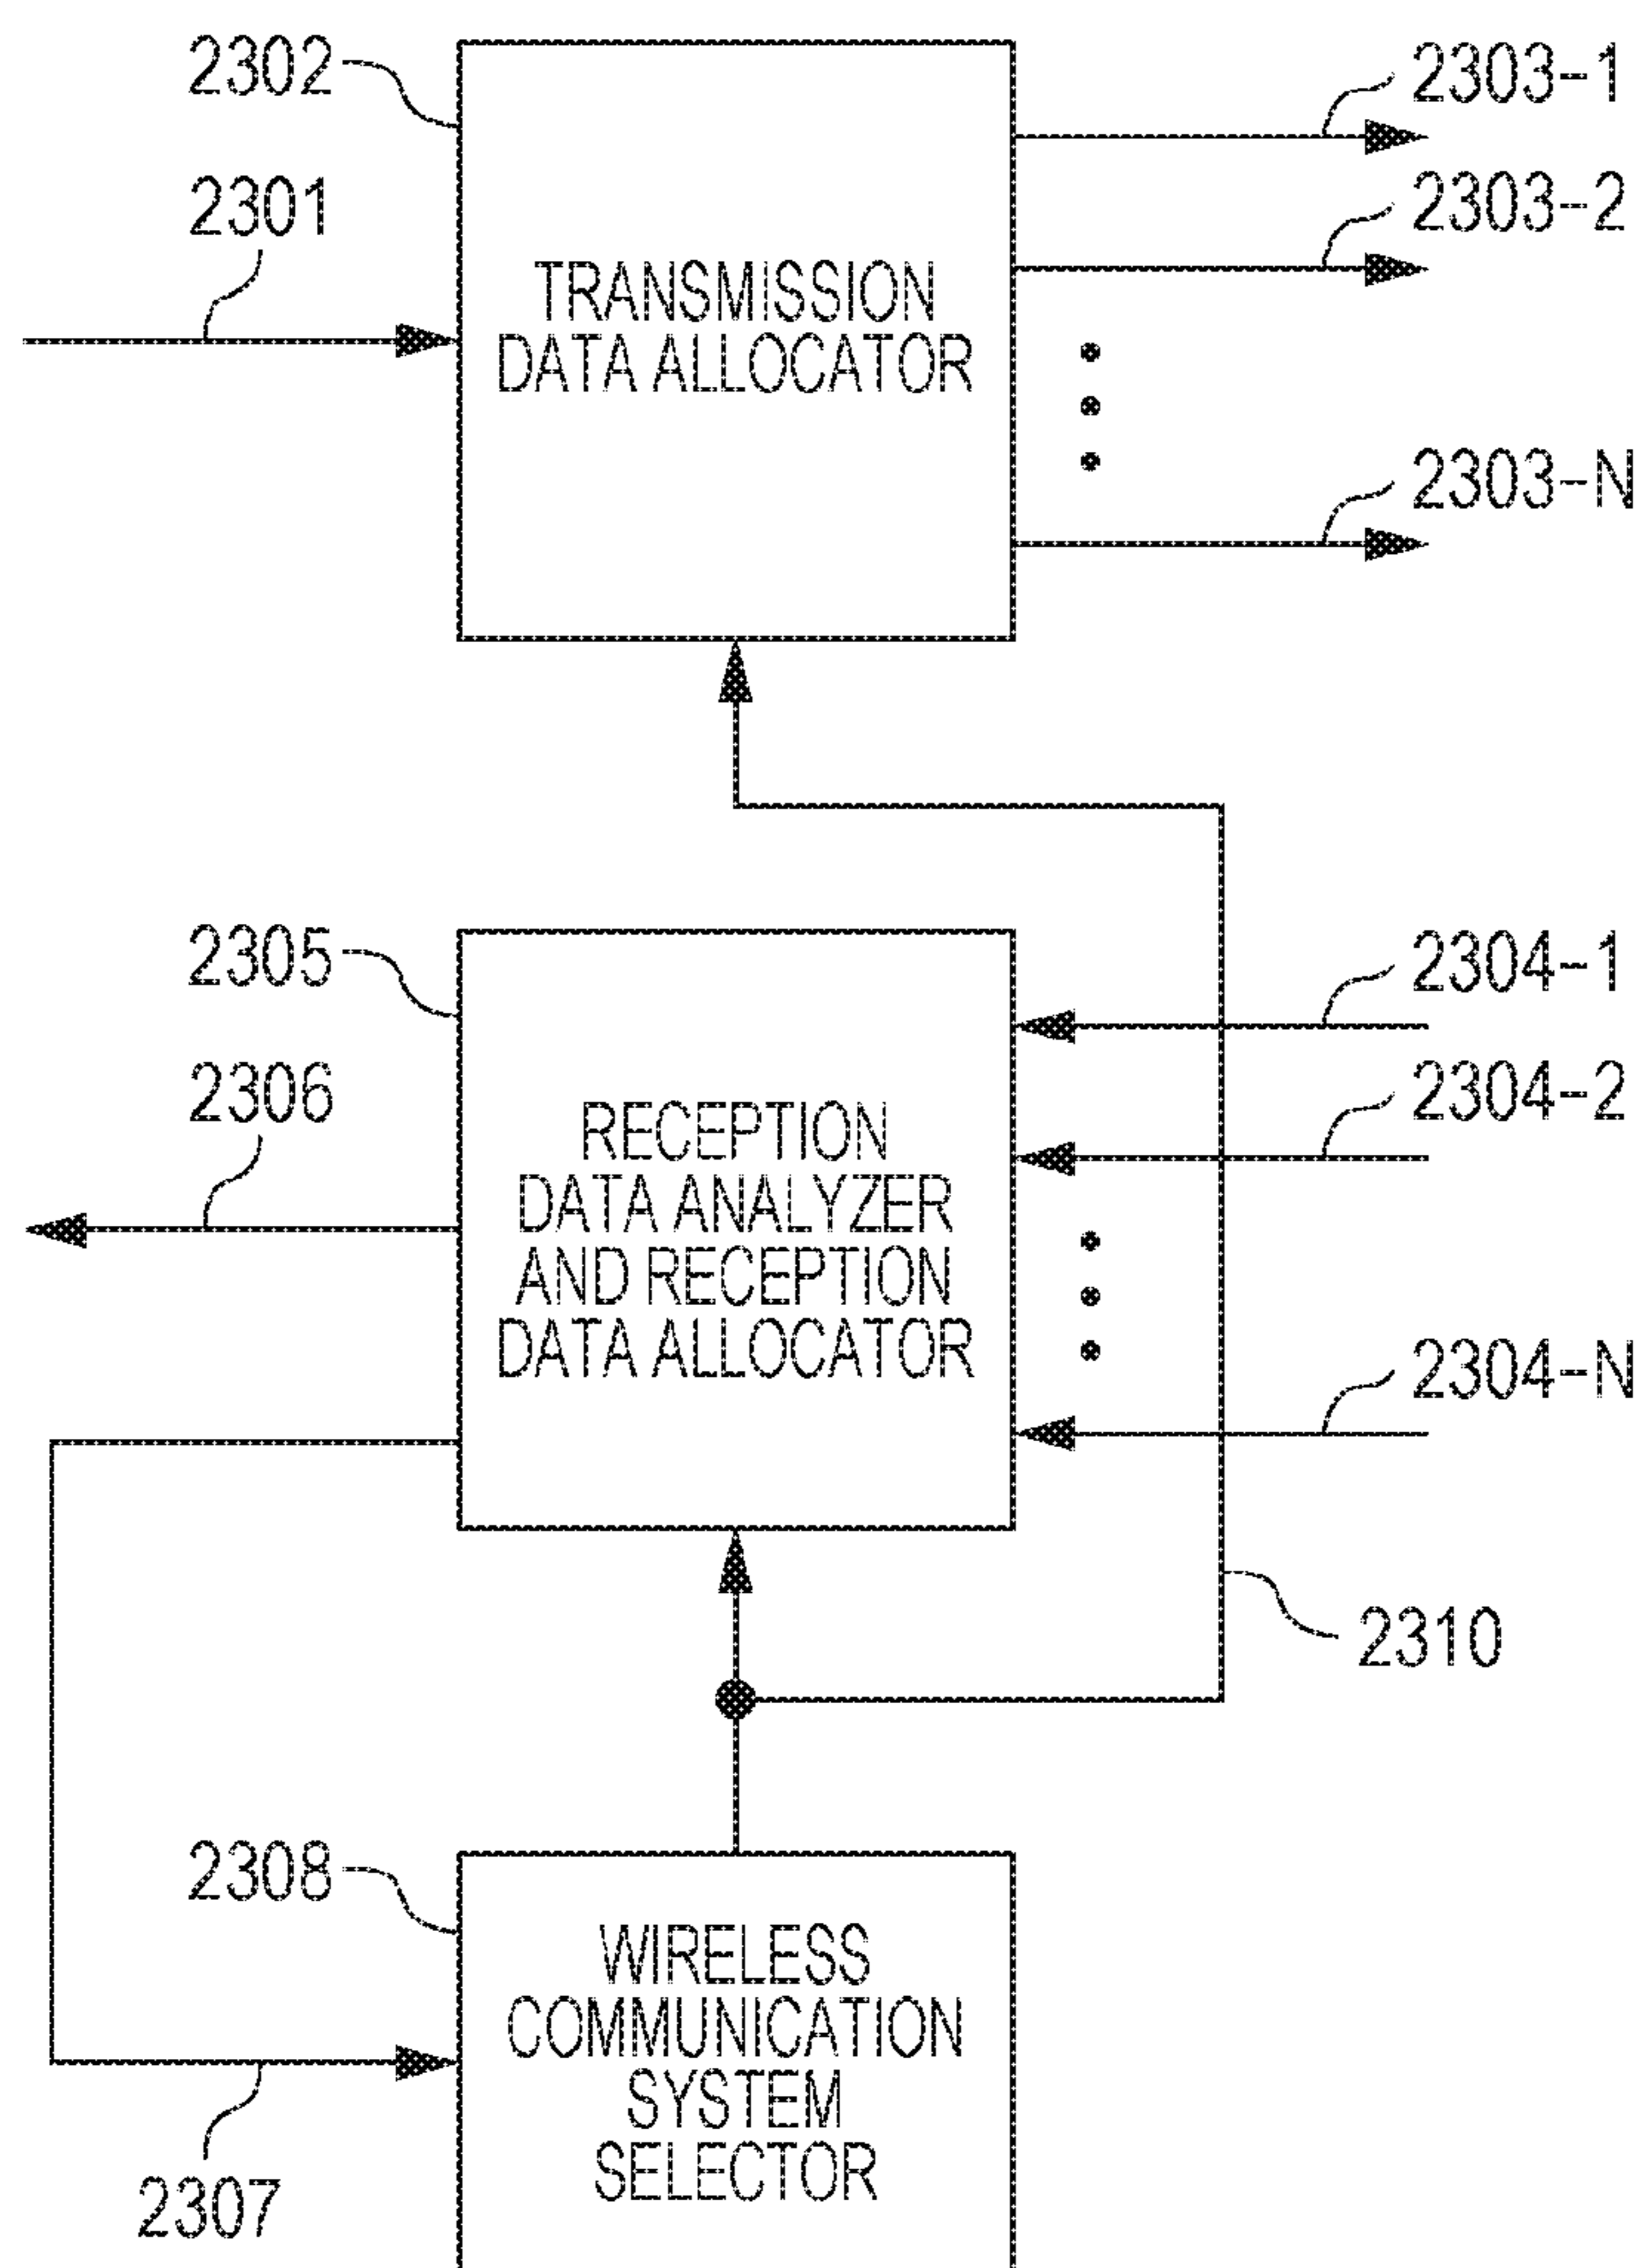 2302
2303-1
2303-2
2301
TRANSMISSION
DATA ALLOCATOR
2303-N
2305
2304-1
2304-2
2306
RECEPTION
DATA ANALYZER
AND RECEPTION
DATA ALLOCATOR
2304-N
2310
2308
WIRELESS
COMMUNICATION
SYSTEM
SELECTOR
2307